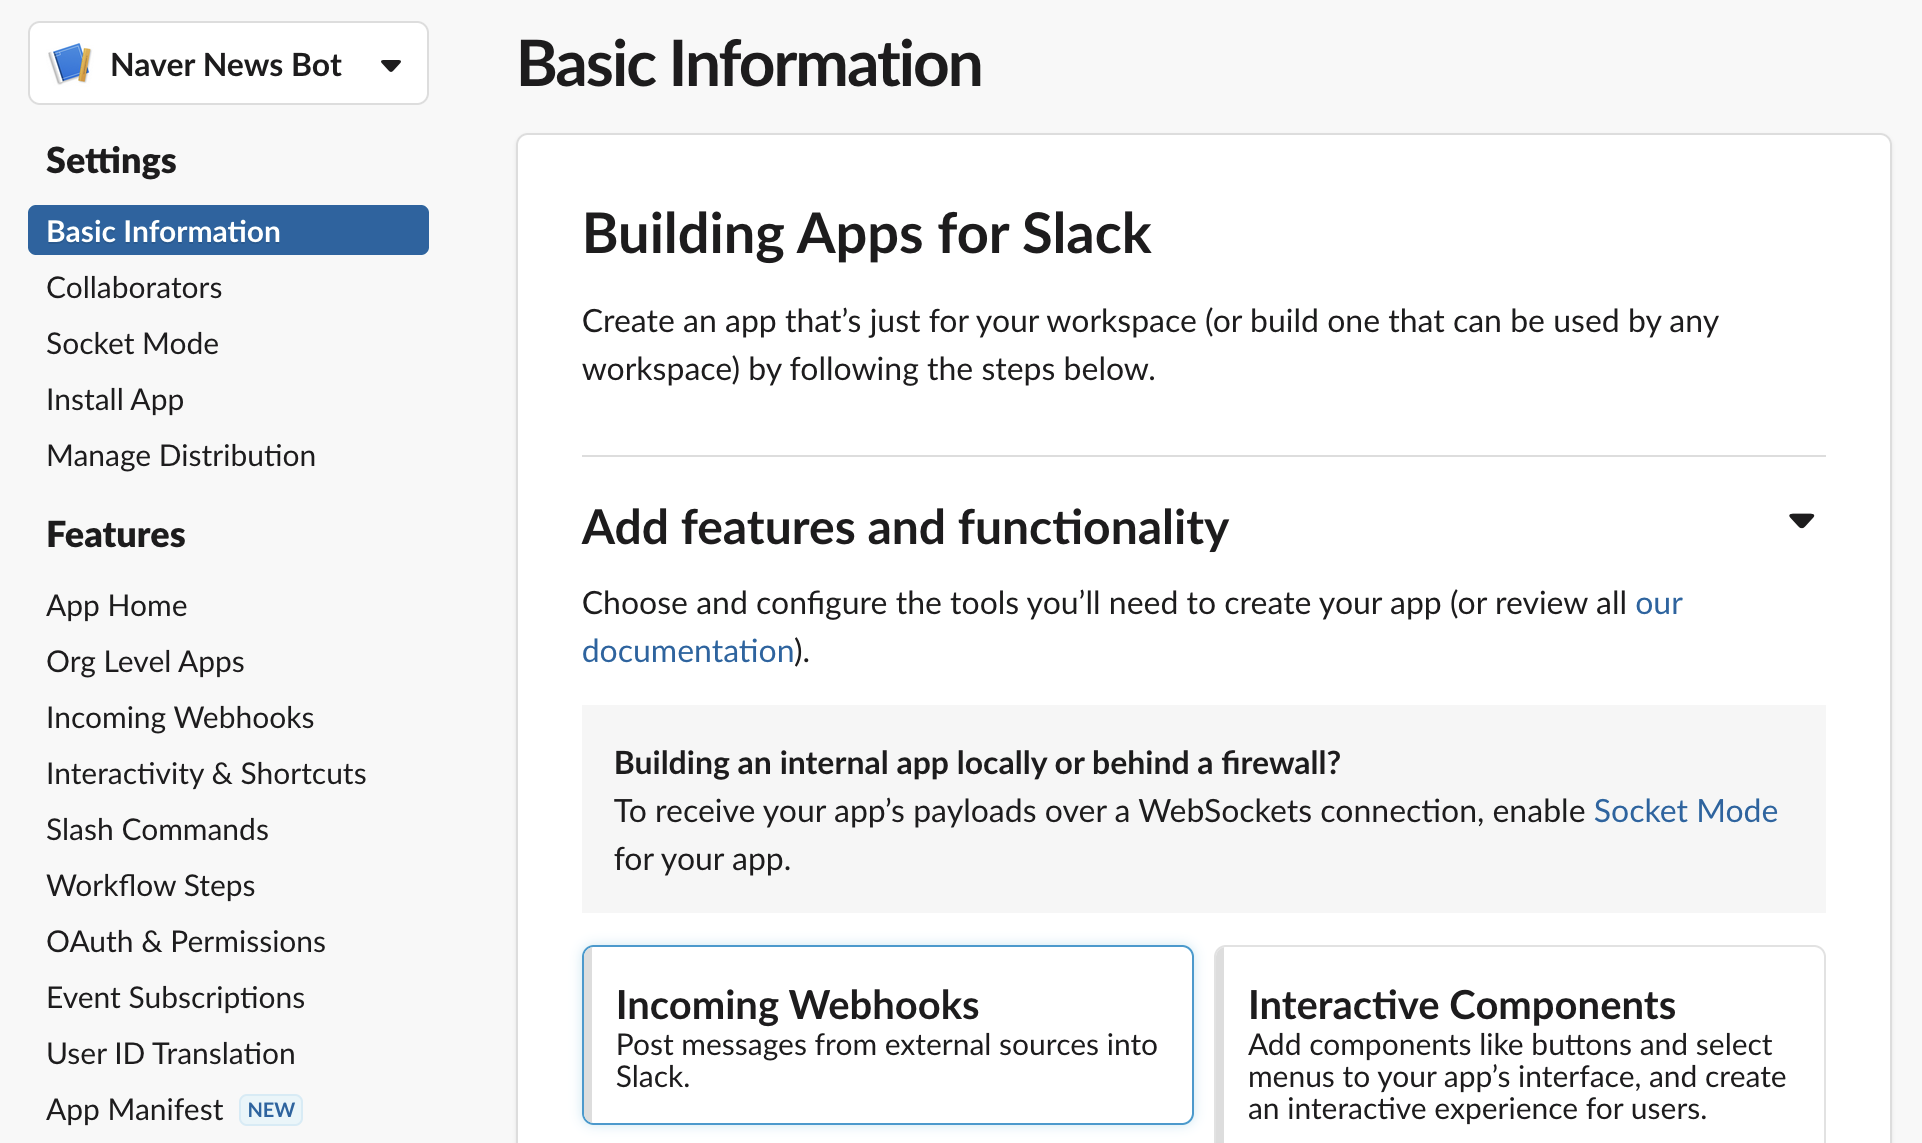 Naver News Bot
Settings
Basic Information
Collaborators
Socket Mode
Install App
Manage Distribution
Features
App Home
Org Level Apps
Incoming Webhooks
Interactivity & Shortcuts
Slash Commands
Workflow Steps
OAuth & Permissions
Event Subscriptions
User ID Translation
App Manifest NEW
Basic Information
Building Apps for Slack
Create an app that’s just for your workspace (or build one that can be used by any
workspace) by following the steps below.
Add features and functionality
Choose and configure the tools you’ll need to create your app (or review all our
documentation).
Building an internal app locally or behind a firewall?
To receive your app’s payloads over a WebSockets connection, enable Socket Mode
for your app.
Incoming Webhooks
Post messages from external sources into
Slack.
Interactive Components
Add components like buttons and select
menus to your app’s interface, and create
an interactive experience for users.